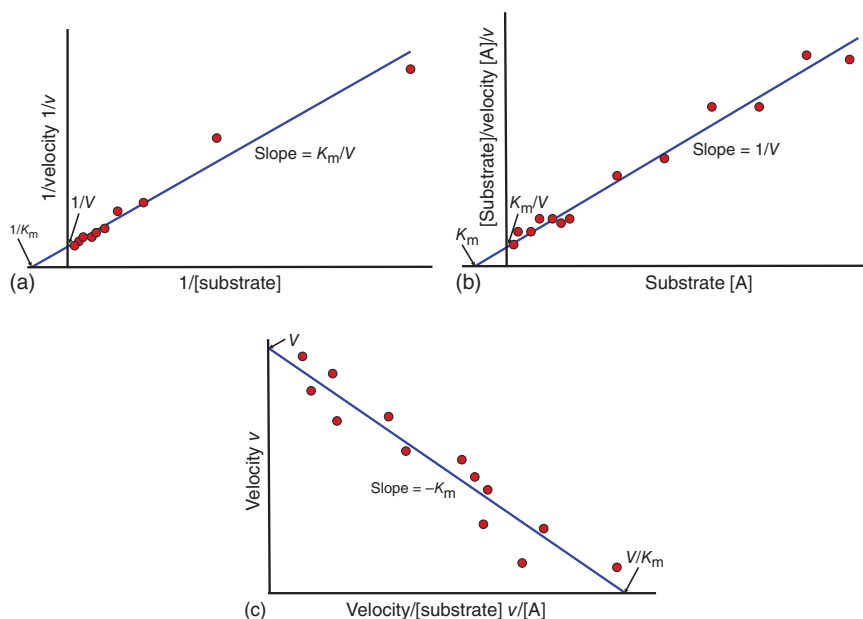 1/velocity 1/v
1/V
1/Km
Slope = Km/V
(a)
1/[substrate]
[Substrate]/velocity [A]/v
Km/V
Km
Slope = 1/V
(b)
Substrate [A]
V
Velocity v
Slope = –Km
V/Km
(c)
Velocity/[substrate] v/[A]